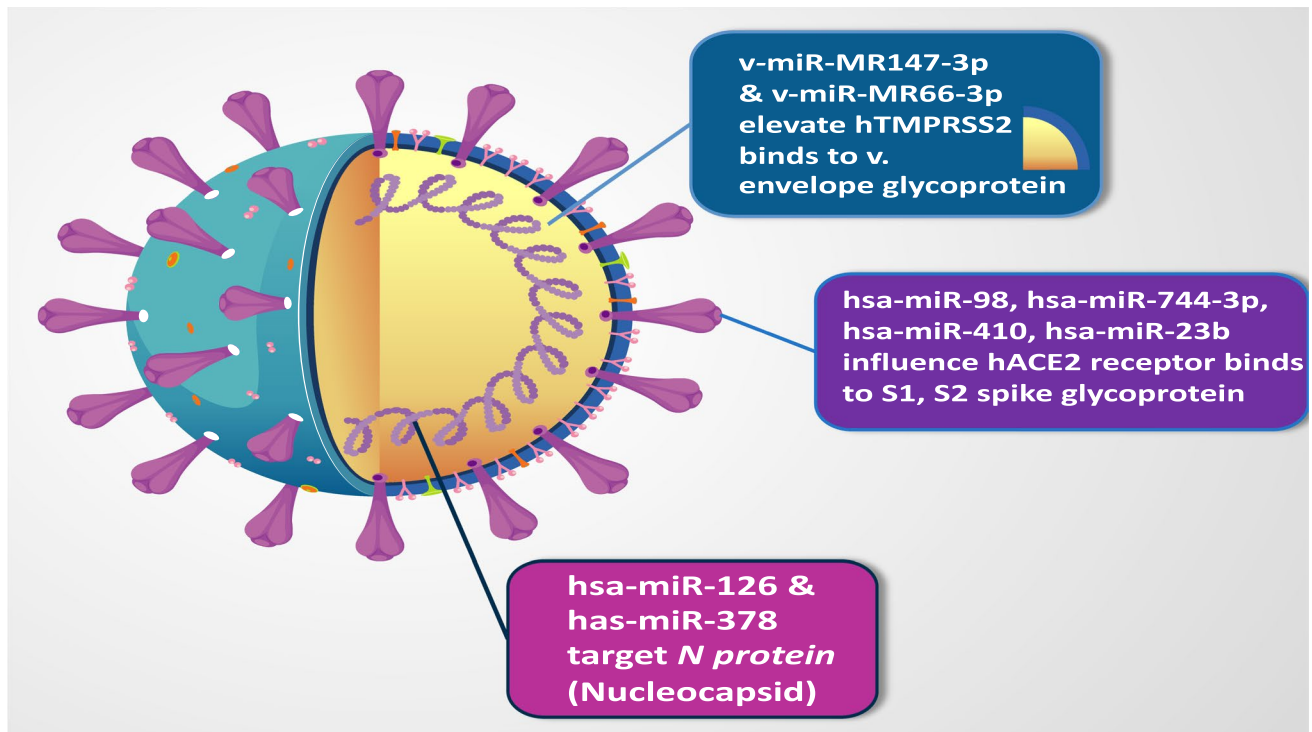 v-miR-MR147-3p
& v-miR-MR66-3p
elevate hTMPRSS2
binds to v.
envelope glycoprotein
hsa-miR-98, hsa-miR-744-3p,
hsa-miR-410, hsa-miR-23b
influence hACE2 receptor binds
to S1, S2 spike glycoprotein
hsa-miR-126 &
has-miR-378
target N protein
(Nucleocapsid)